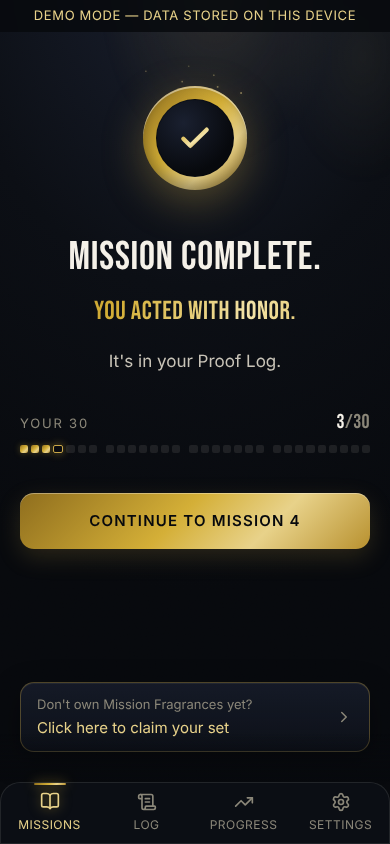 DEMO MODE — DATA STORED ON THIS DEVICE
MISSION COMPLETE.
YOU ACTED WITH HONOR.
It's in your Proof Log.
YOUR 30
3/30
CONTINUE TO MISSION 4
Don't own Mission Fragrances yet?
Click here to claim your set
MISSIONS
LOG
PROGRESS
SETTINGS